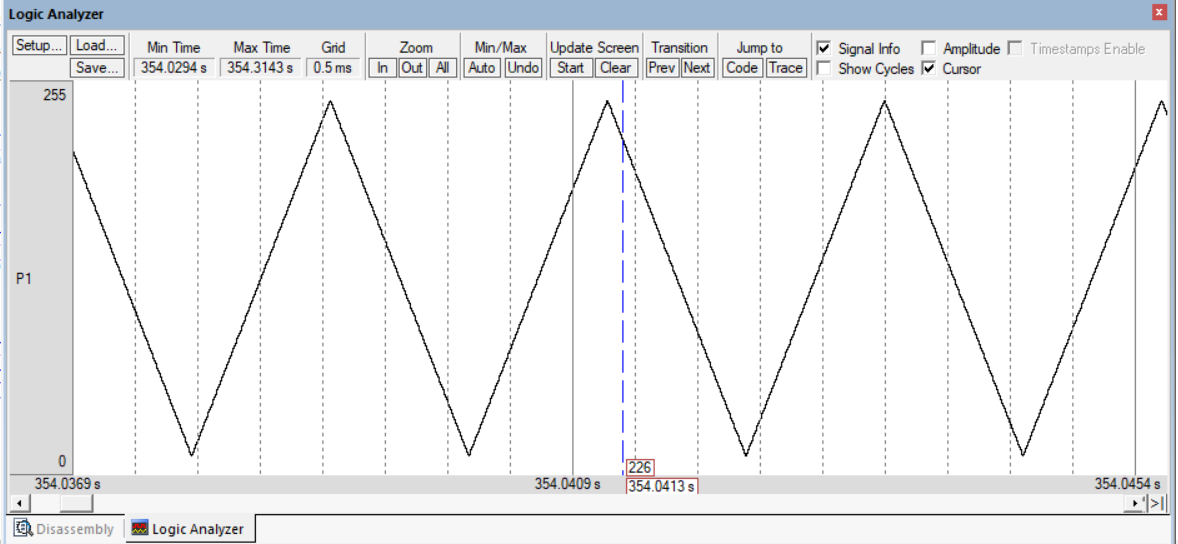 Logic Analyzer
Setup... Load... Min Time Max Time Grid Zoom Min/Max Update Screen Transition Jump to Signal Info Amplitude Timestamps Enable
Save... 354.0294 s 354.3143 s 0.5 ms In Out All Auto Undo Start Clear Prev Next Code Trace Show Cycles Cursor
255
P1
0
226
354.0369 s 354.0409 s 354.0413 s 354.0454 s
Disassembly Logic Analyzer